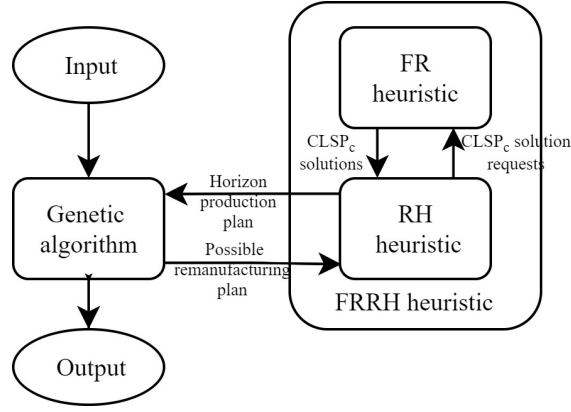 Input
FR
heuristic
CLSPc
solutions
CLSPc solution
requests
Horizon
production
plan
Genetic
algorithm
RH
heuristic
Possible
remanufacturing
plan
FRRH heuristic
Output